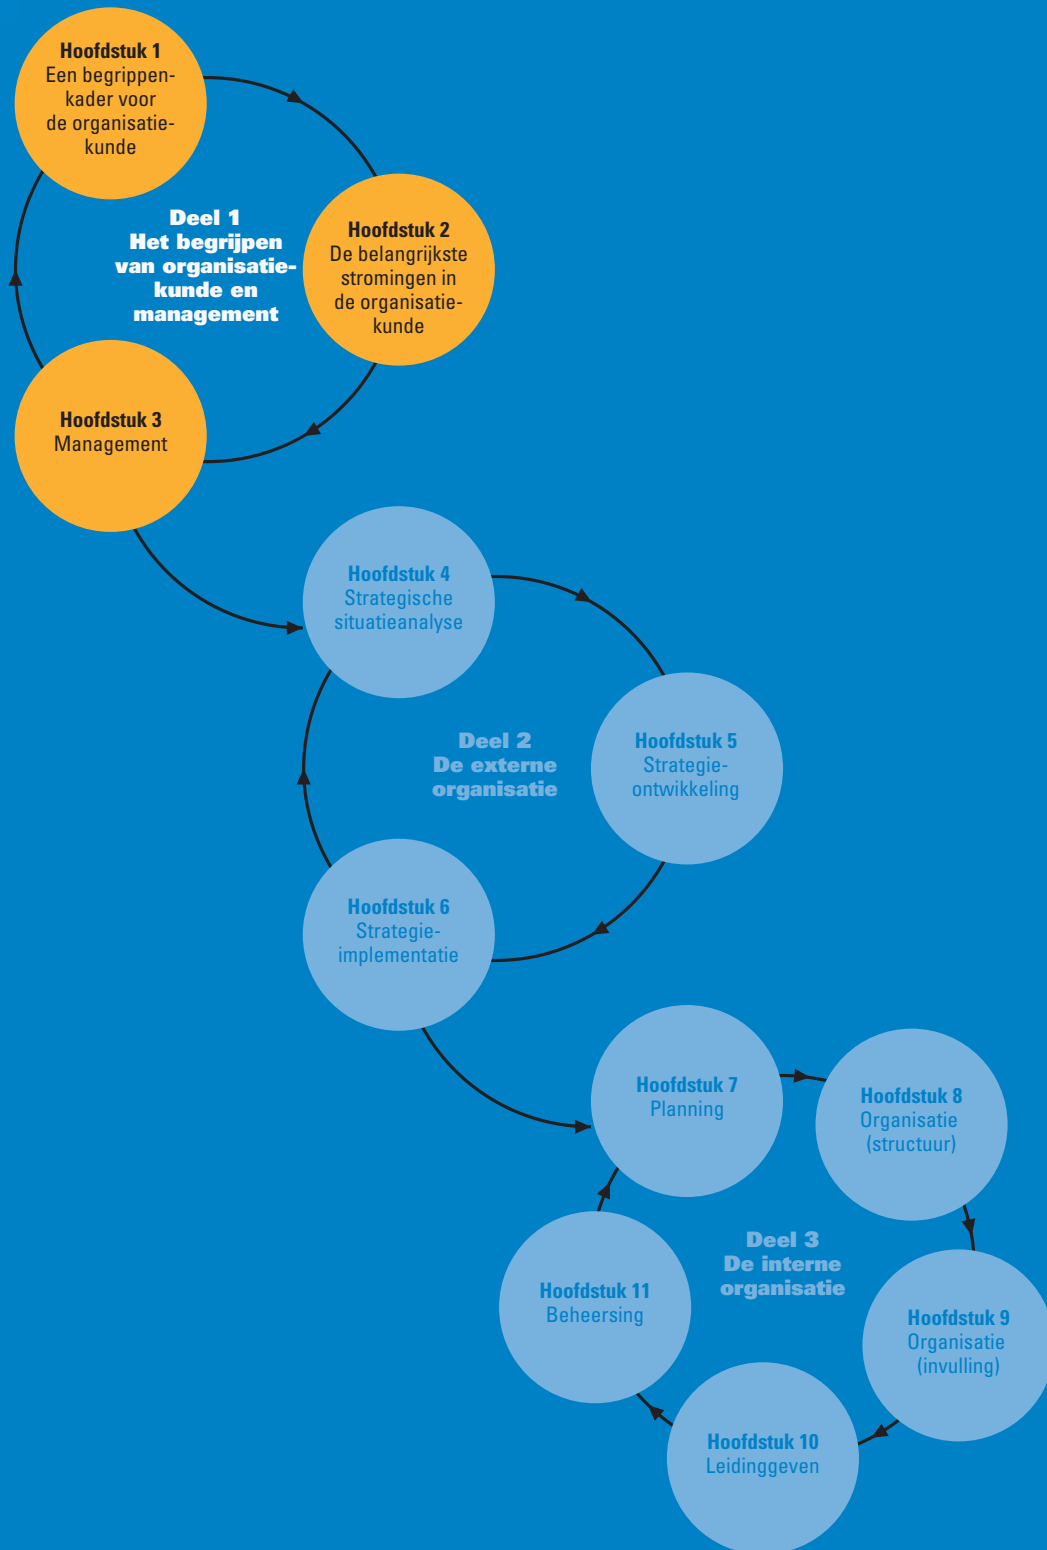 Hoofdstuk 1
Een begrippen-
kader voor
de organisatie-
kunde
Deel 1
Het begrijpen
van organisatie-
kunde en
management
Hoofdstuk 2
De belangrijkste
stromingen in
de organisatie-
kunde
Hoofdstuk 3
Management
Hoofdstuk 4
Strategische
situatieanalyse
Deel 2
De externe
organisatie
Hoofdstuk 5
Strategie-
ontwikkeling
Hoofdstuk 6
Strategie-
implementatie
Hoofdstuk 7
Planning
Hoofdstuk 8
Organisatie
(structuur)
Deel 3
De interne
organisatie
Hoofdstuk 9
Organisatie
(invulling)
Hoofdstuk 10
Leidinggeven
Hoofdstuk 11
Beheersing